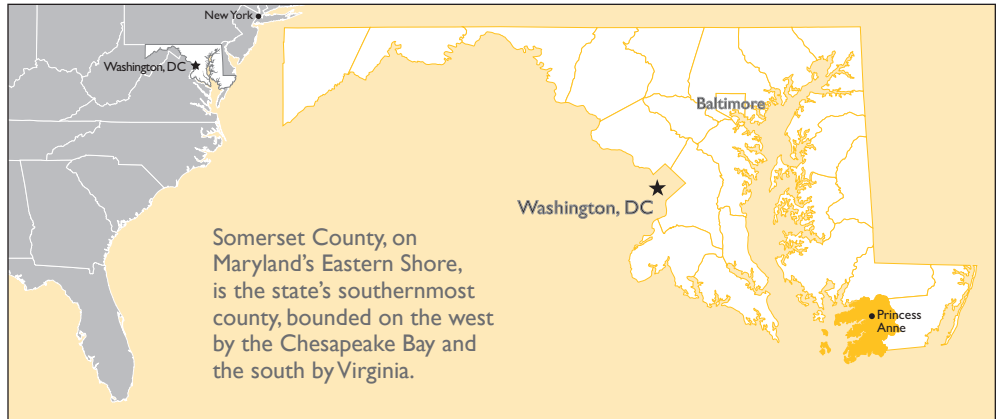 New York
Washington, DC
Baltimore
Washington, DC
Somerset County, on
Maryland's Eastern Shore,
is the state's southernmost
county, bounded on the west
by the Chesapeake Bay and
the south by Virginia.
Princess
Anne